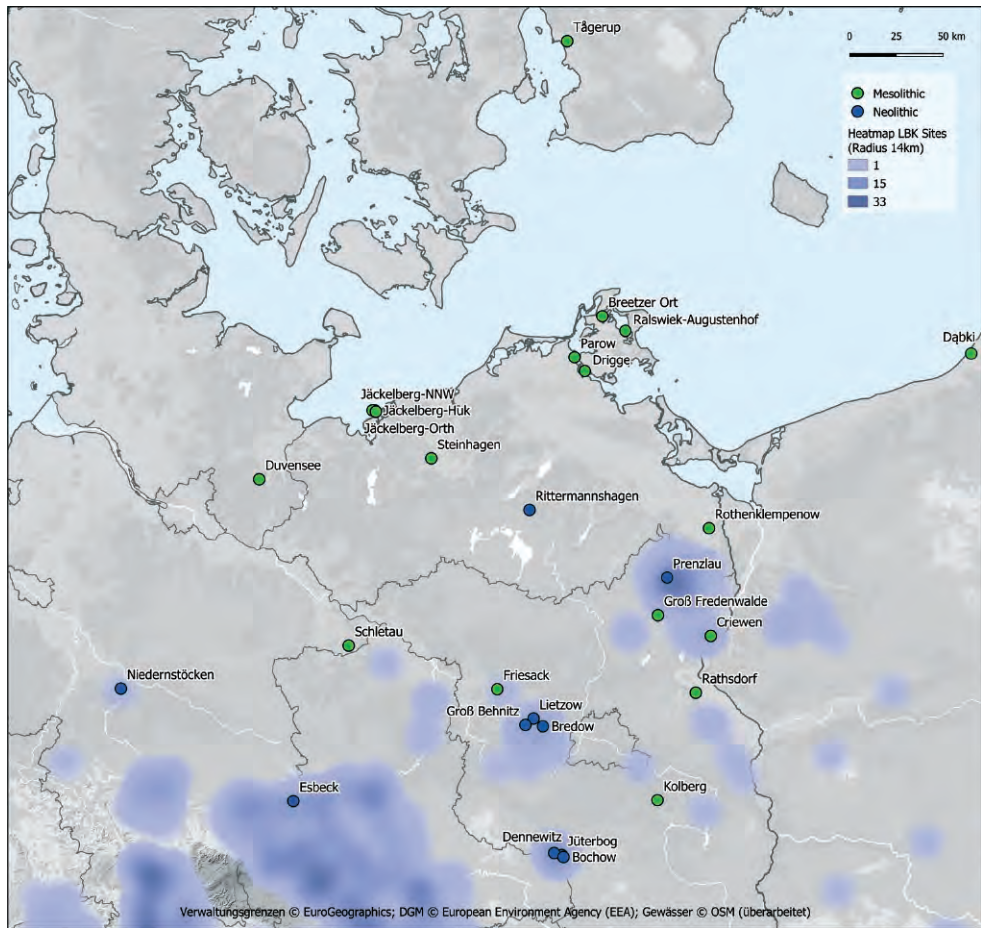 Tågerup
0 25 50 km
Mesolithic
Neolithic
Heatmap LBK Sites
(Radius 14km)
1
15
33
Breetzer Ort
Ralswiek-Augustenhof
Parow
Drigge
Dąbki
Jäckelberg-NNW
Jäckelberg-Huk
Jäckelberg-Orth
Steinhagen
Duvensee
Rittermannshagen
Rothenklempenow
Prenzlau
Groß Fredenwalde
Criewen
Schletau
Niedernstöcken
Friesack
Rathsdorf
Lietzow
Groß Behnitz
Bredow
Esbeck
Kolberg
Dennewitz
Jüterbog
Bochow
Verwaltungsgrenzen © EuroGeographics; DGM © European Environment Agency (EEA); Gewässer © OSM (überarbeitet)